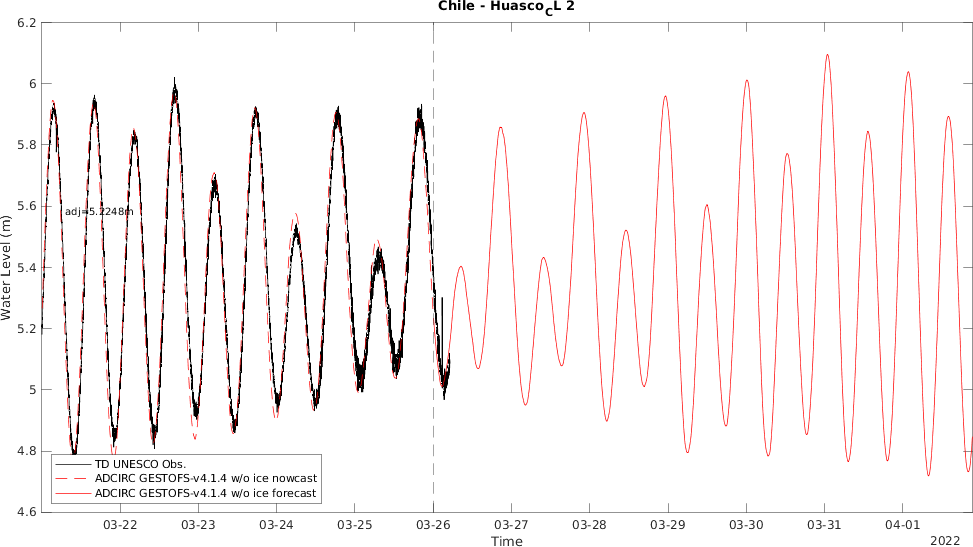 Chile - Huasco_CL 2
6.2
6
5.8
5.6
5.4
5.2
5
4.8
4.6
Water Level (m)
adj=5.2248m
TD UNESCO Obs.
ADCIRC GESTOFS-v4.1.4 w/o ice nowcast
ADCIRC GESTOFS-v4.1.4 w/o ice forecast
03-22 03-23 03-24 03-25 03-26 03-27 03-28 03-29 03-30 03-31 04-01
Time
2022